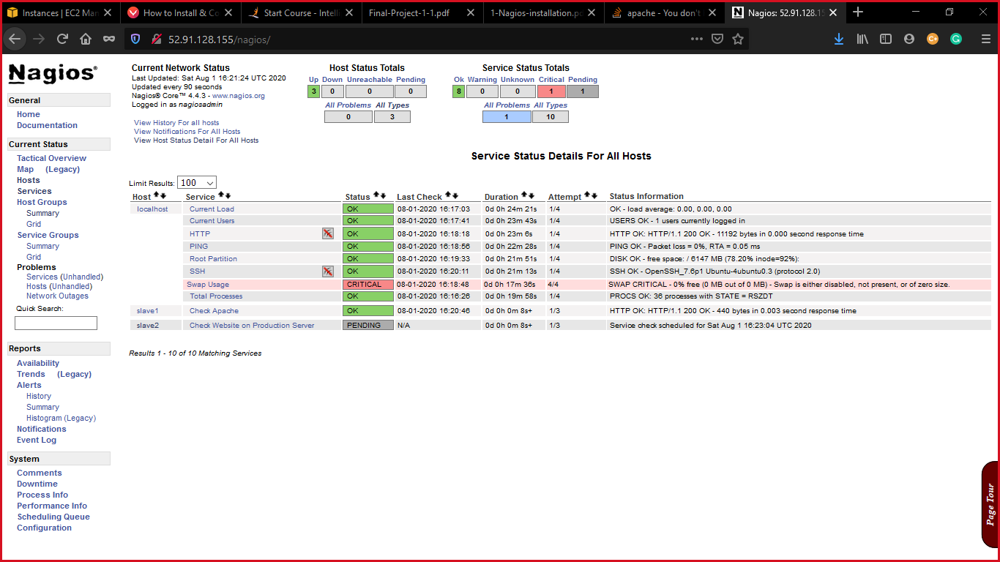 Instances | EC2 Man
How to Install & Co
Start Course - Intell
Final-Project-1-1.pdf
1-Nagios-installation.pd
apache - You don't
Nagios: 52.91.128.15
52.91.128.155/nagios/
Nagios®
General
Home
Documentation
Current Status
Tactical Overview
Map (Legacy)
Hosts
Services
Host Groups
Summary
Grid
Service Groups
Summary
Grid
Problems
Services (Unhandled)
Hosts (Unhandled)
Network Outages
Quick Search:
Reports
Availability
Trends (Legacy)
Alerts
History
Summary
Histogram (Legacy)
Notifications
Event Log
System
Comments
Downtime
Process Info
Performance Info
Scheduling Queue
Configuration
Current Network Status
Last Updated: Sat Aug 1 16:21:24 UTC 2020
Updated every 90 seconds
Nagios® Core™ 4.4.3 - www.nagios.org
Logged in as nagiosadmin
View History For all hosts
View Notifications For All Hosts
View Host Status Detail For All Hosts
Host Status Totals
Up Down Unreachable Pending
3 0 0 0
All Problems All Types
0 3
Service Status Totals
Ok Warning Unknown Critical Pending
8 0 0 1 1
All Problems All Types
1 10
Service Status Details For All Hosts
Limit Results: 100
Host Service Status Last Check Duration Attempt Status Information
localhost Current Load OK 08-01-2020 16:17:03 0d 0h 24m 21s 1/4 OK - load average: 0.00, 0.00, 0.00
Current Users OK 08-01-2020 16:17:41 0d 0h 23m 43s 1/4 USERS OK - 1 users currently logged in
HTTP OK 08-01-2020 16:18:18 0d 0h 23m 6s 1/4 HTTP OK: HTTP/1.1 200 OK - 11192 bytes in 0.000 second response time
PING OK 08-01-2020 16:18:56 0d 0h 22m 28s 1/4 PING OK - Packet loss = 0%, RTA = 0.05 ms
Root Partition OK 08-01-2020 16:19:33 0d 0h 21m 51s 1/4 DISK OK - free space: / 6147 MB (78.20% inode=92%):
SSH OK 08-01-2020 16:20:11 0d 0h 21m 13s 1/4 SSH OK - OpenSSH_7.6p1 Ubuntu-4ubuntu0.3 (protocol 2.0)
Swap Usage CRITICAL 08-01-2020 16:18:48 0d 0h 17m 36s 4/4 SWAP CRITICAL - 0% free (0 MB out of 0 MB) - Swap is either disabled, not present, or of zero size.
Total Processes OK 08-01-2020 16:16:26 0d 0h 19m 58s 1/4 PROCS OK: 36 processes with STATE = RSZDT
slave1 Check Apache OK 08-01-2020 16:20:46 0d 0h 0m 8s+ 1/3 HTTP OK: HTTP/1.1 200 OK - 440 bytes in 0.003 second response time
slave2 Check Website on Production Server PENDING N/A 0d 0h 0m 8s+ 1/3 Service check scheduled for Sat Aug 1 16:23:04 UTC 2020
Results 1 - 10 of 10 Matching Services
Page Tour